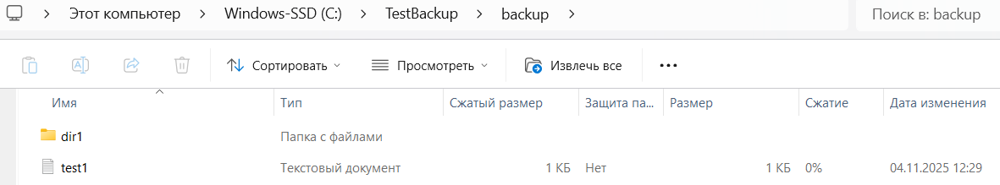 Этот компьютер > Windows-SSD (C:) > TestBackup > backup > Поиск в: backup
Сортировать Просмотреть Извлечь все •••
Имя Тип Сжатый размер Защита па... Размер Сжатие Дата изменения
dir1 Папка с файлами
test1 Текстовый документ 1 КБ Нет 1 КБ 0% 04.11.2025 12:29